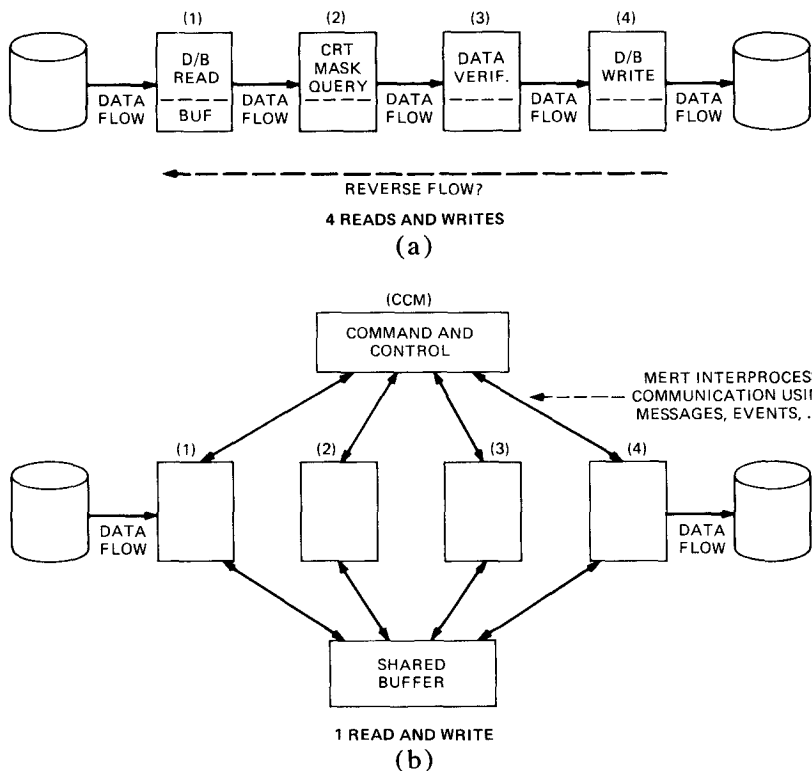 (1)
(2)
(3)
(4)
D/B
READ
BUF
CRT
MASK
QUERY
DATA
VERIF.
D/B
WRITE
DATA
FLOW
DATA
FLOW
DATA
FLOW
DATA
FLOW
DATA
FLOW
REVERSE FLOW?
4 READS AND WRITES
(a)
(CCM)
COMMAND AND
CONTROL
MERT INTERPROCES
COMMUNICATION USI
MESSAGES, EVENTS, .
(1)
(2)
(3)
(4)
DATA
FLOW
DATA
FLOW
SHARED
BUFFER
1 READ AND WRITE
(b)